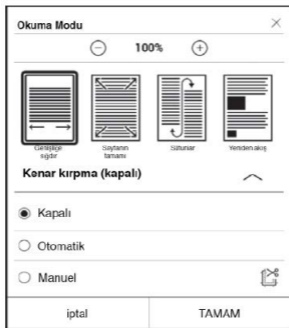 Okuma Modu
100%
Genişliğe sığdır
Sayfanın tamamı
Sütunlar
Yeniden akış
Kenar kırpma (kapalı)
Kapalı
Otomatik
Manuel
iptal TAMAM